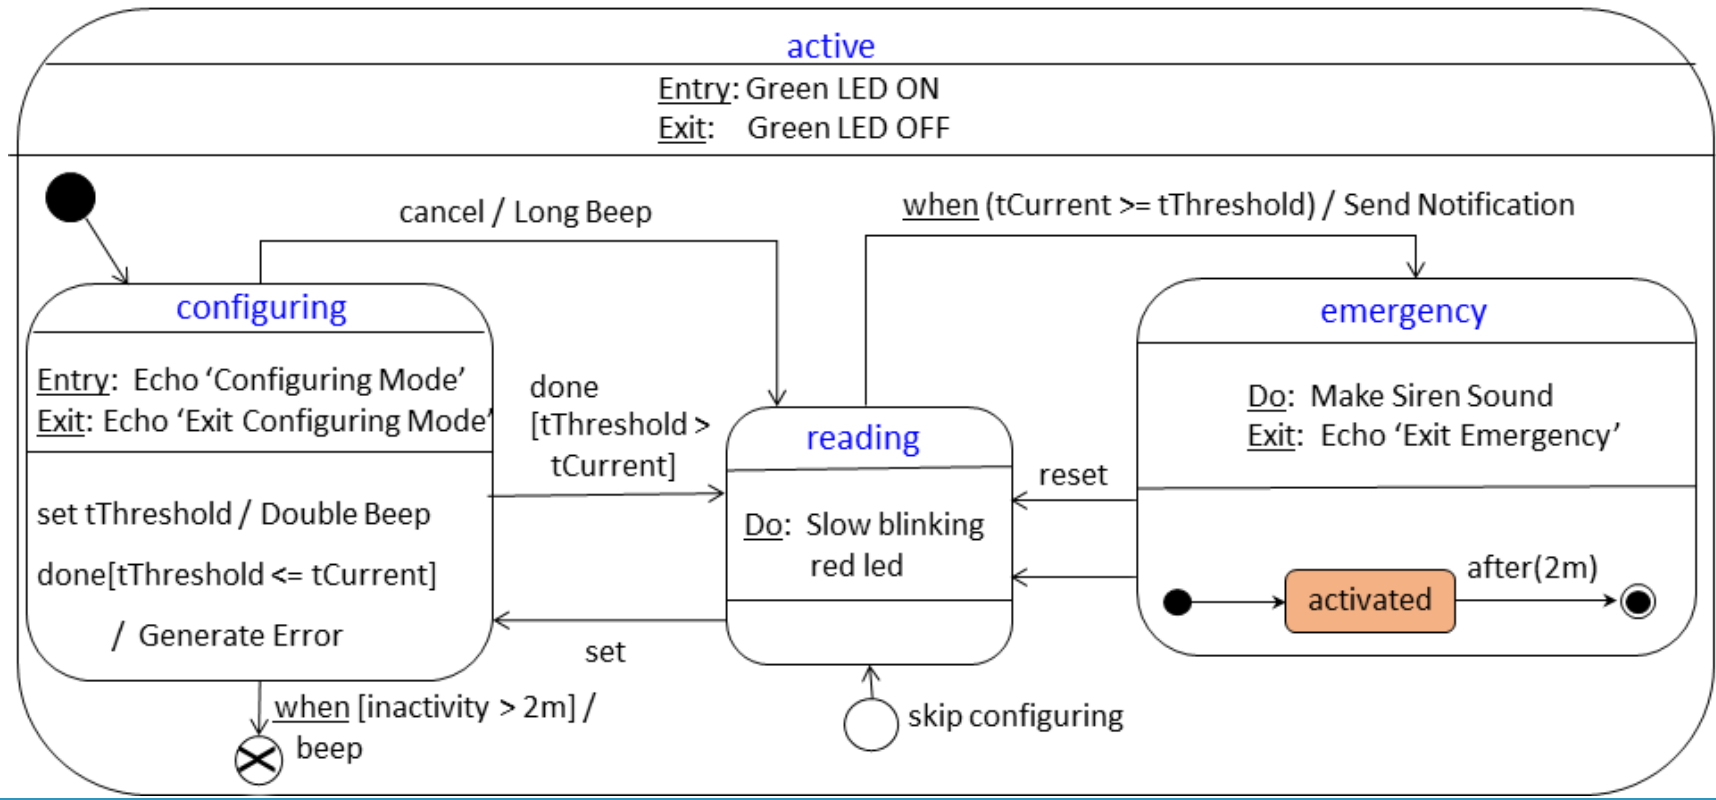 active
Entry: Green LED ON
Exit: Green LED OFF
cancel / Long Beep
when (tCurrent >= tThreshold) / Send Notification
configuring
Entry: Echo ‘Configuring Mode’
Exit: Echo ‘Exit Configuring Mode’
set tThreshold / Double Beep
done[tThreshold <= tCurrent]
/ Generate Error
done
[tThreshold >
tCurrent]
reading
Do: Slow blinking
red led
set
reset
emergency
Do: Make Siren Sound
Exit: Echo ‘Exit Emergency’
activated
after(2m)
when [inactivity > 2m] /
beep
skip configuring